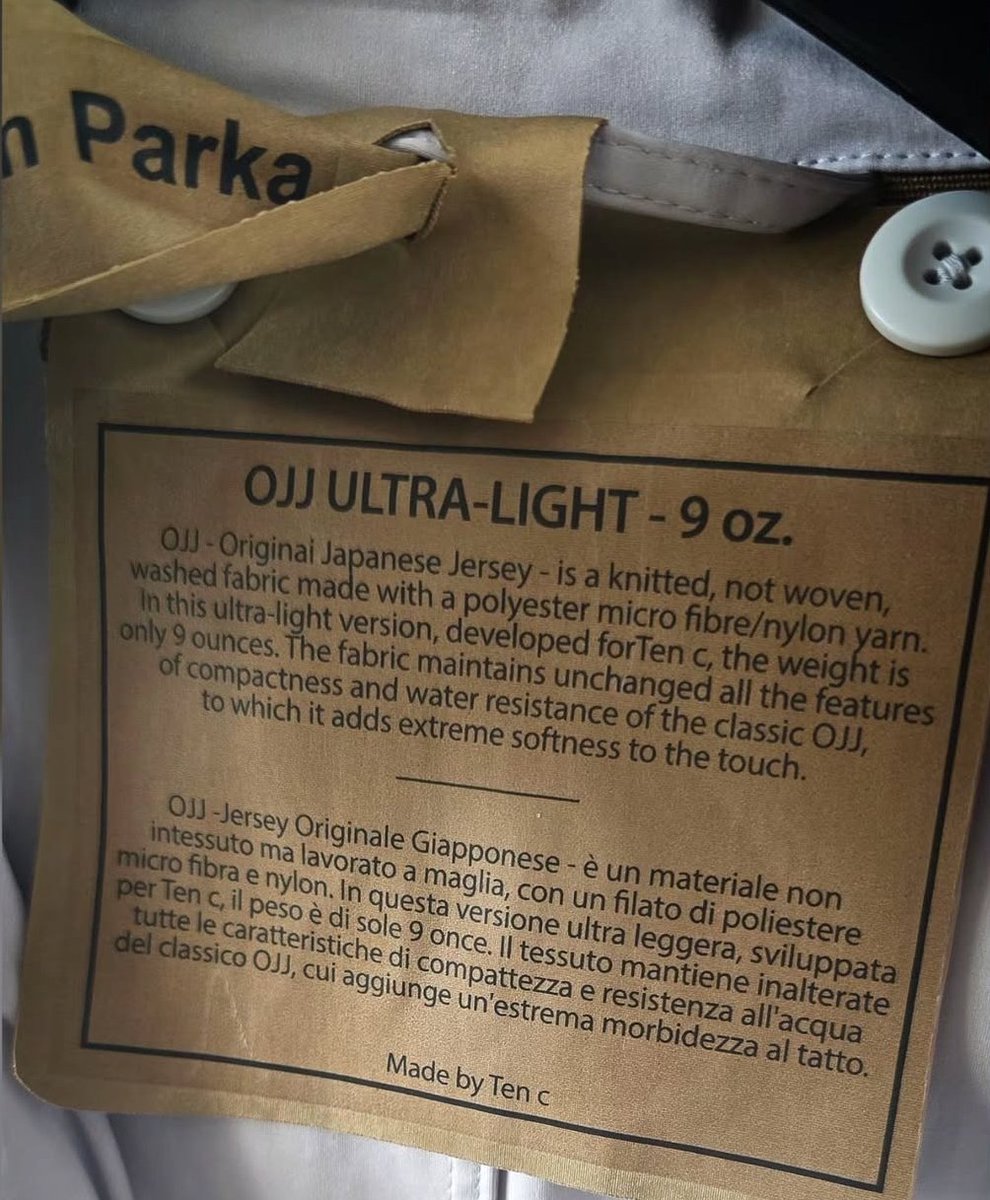 n Parka
OJJ ULTRA-LIGHT - 9 oz.
OJJ - Originai Japanese Jersey - is a knitted, not woven,
washed fabric made with a polyester micro fibre/nylon yarn.
In this ultra-light version, developed forTen c, the weight is
only 9 ounces. The fabric maintains unchanged all the features
of compactness and water resistance of the classic OJJ,
to which it adds extreme softness to the touch.
OJJ -Jersey Originale Giapponese - è un materiale non
intessuto ma lavorato a maglia, con un filato di poliestere
micro fibra e nylon. In questa versione ultra leggera, sviluppata
per Ten c, il peso è di sole 9 once. Il tessuto mantiene inalterate
tutte le caratteristiche di compattezza e resistenza all'acqua
del classico OJJ, cui aggiunge un'estrema morbidezza al tatto.
Made by Ten c